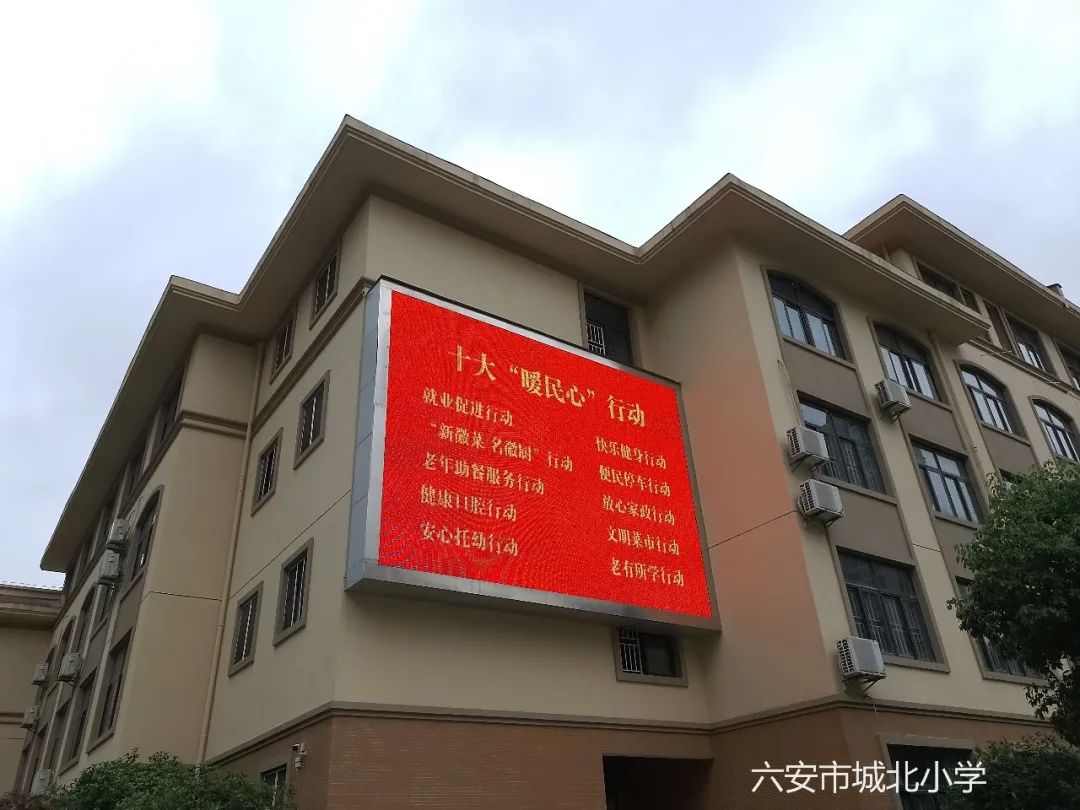 十大“暖民心”行动
就业促进行动
“新徽菜 名徽厨”行动
老年助餐服务行动
健康口腔行动
安心托幼行动
快乐健身行动
便民停车行动
放心家政行动
文明菜市行动
老有所学行动
六安市城北小学